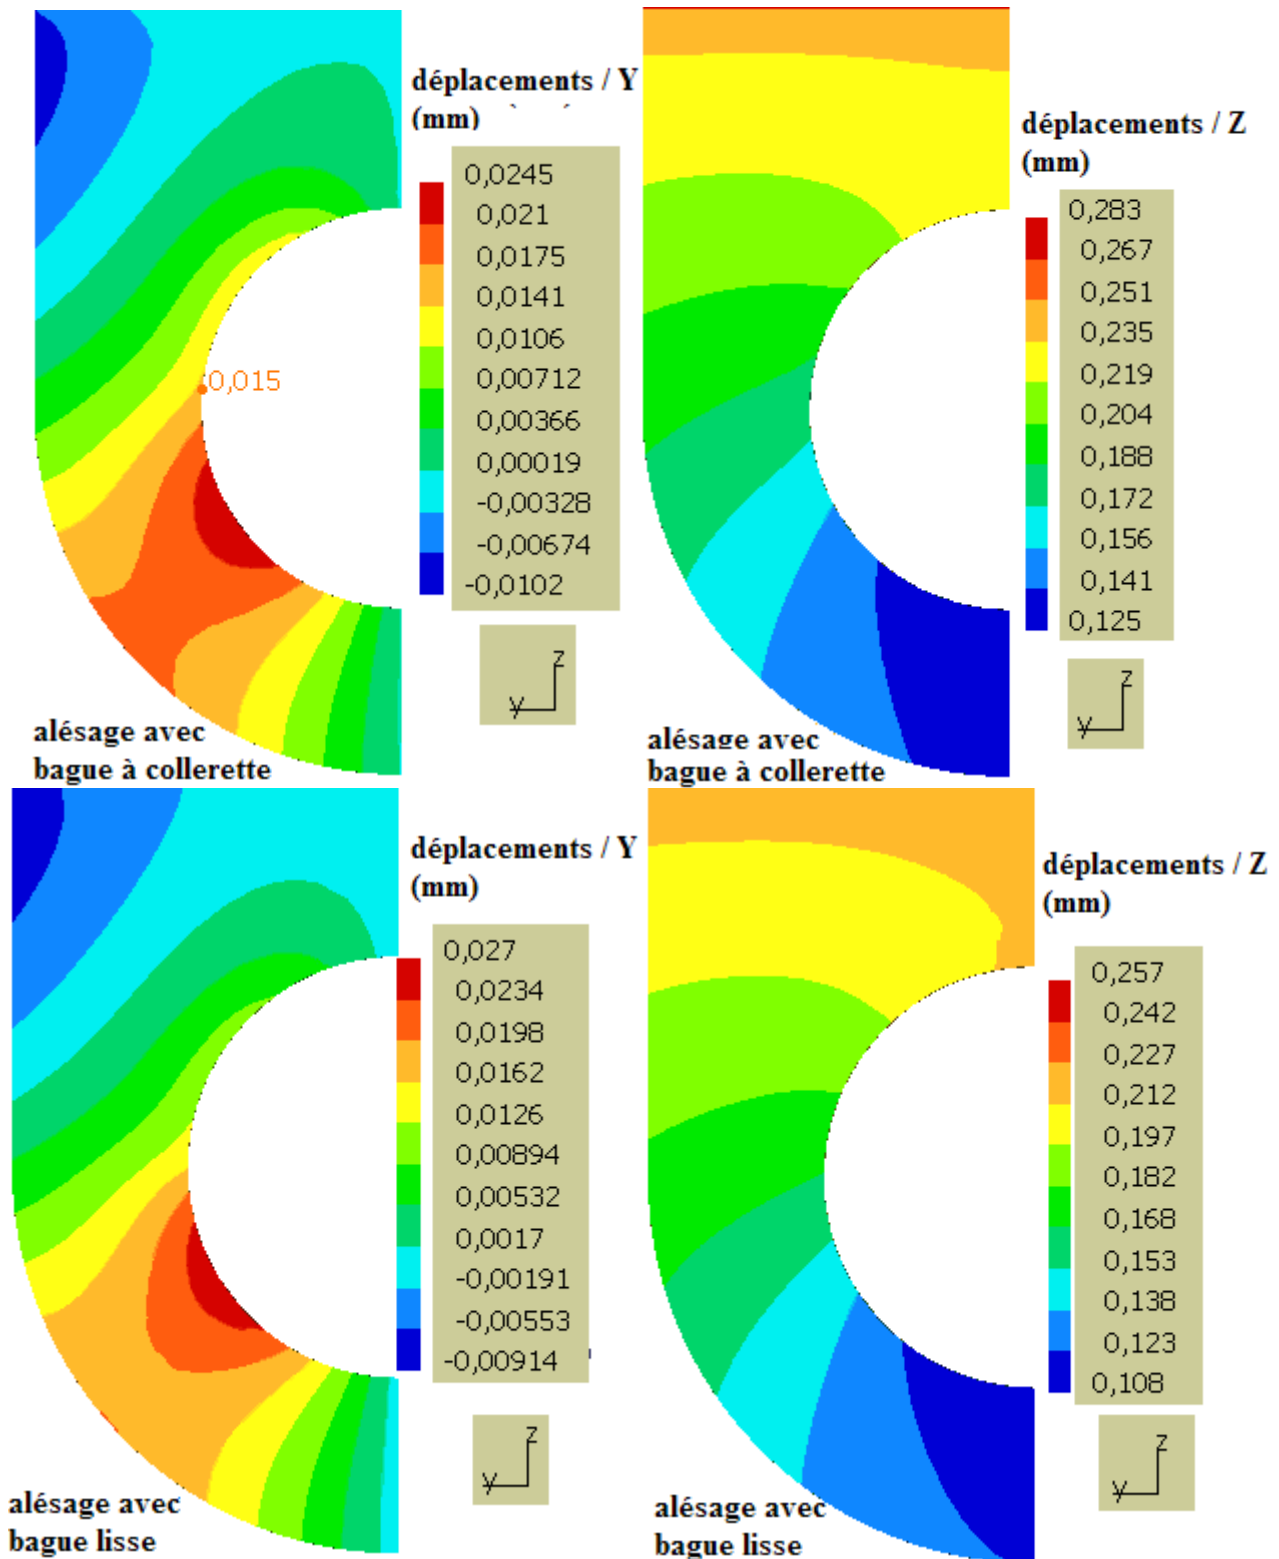 déplacements / Y
(mm)
0,0245
0,021
0,0175
0,0141
0,0106
0,00712
0,00366
0,00019
-0,00328
-0,00674
-0,0102
0,015
z
y
alésage avec
bague à collerette
déplacements / Z
(mm)
0,283
0,267
0,251
0,235
0,219
0,204
0,188
0,172
0,156
0,141
0,125
z
y
alésage avec
bague à collerette
déplacements / Y
(mm)
0,027
0,0234
0,0198
0,0162
0,0126
0,00894
0,00532
0,0017
-0,00191
-0,00553
-0,00914
z
y
alésage avec
bague lisse
déplacements / Z
(mm)
0,257
0,242
0,227
0,212
0,197
0,182
0,168
0,153
0,138
0,123
0,108
z
y
alésage avec
bague lisse